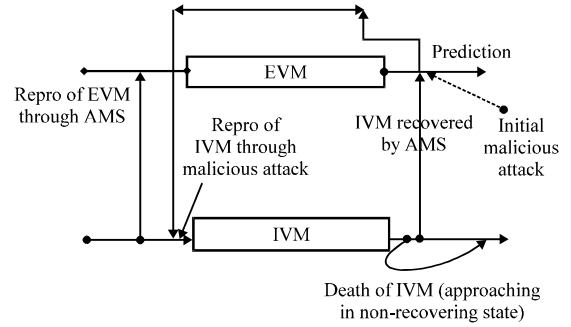 Prediction
EVM
Repro of EVM
through AMS
Repro of
IVM through
malicious attack
IVM recovered
by AMS
Initial
malicious
attack
IVM
Death of IVM (approaching
in non-recovering state)